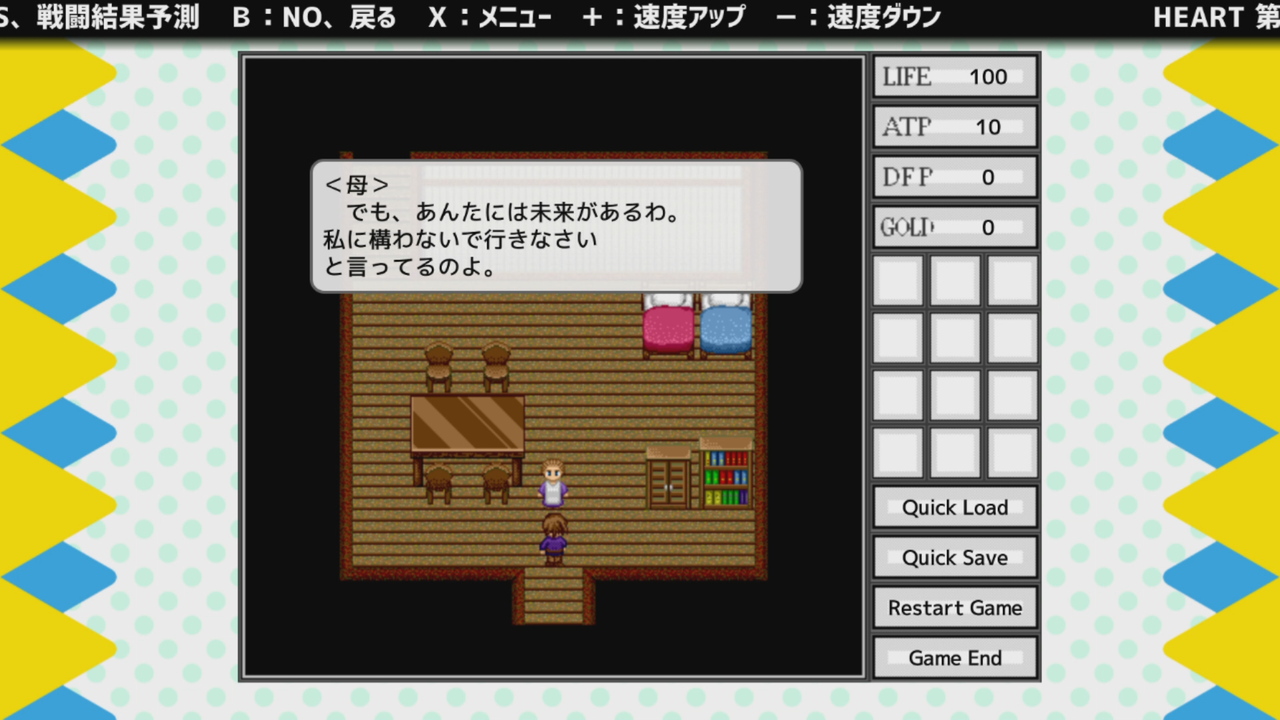 S、戦闘結果予測　B：NO、戻る　X：メニュー　＋：速度アップ　－：速度ダウン　HEART 第
LIFE 100
ATP 10
DFP 0
GOLD 0
＜母＞
でも、あんたには未来があるわ。
私に構わないで行きなさい
と言ってるのよ。
Quick Load
Quick Save
Restart Game
Game End